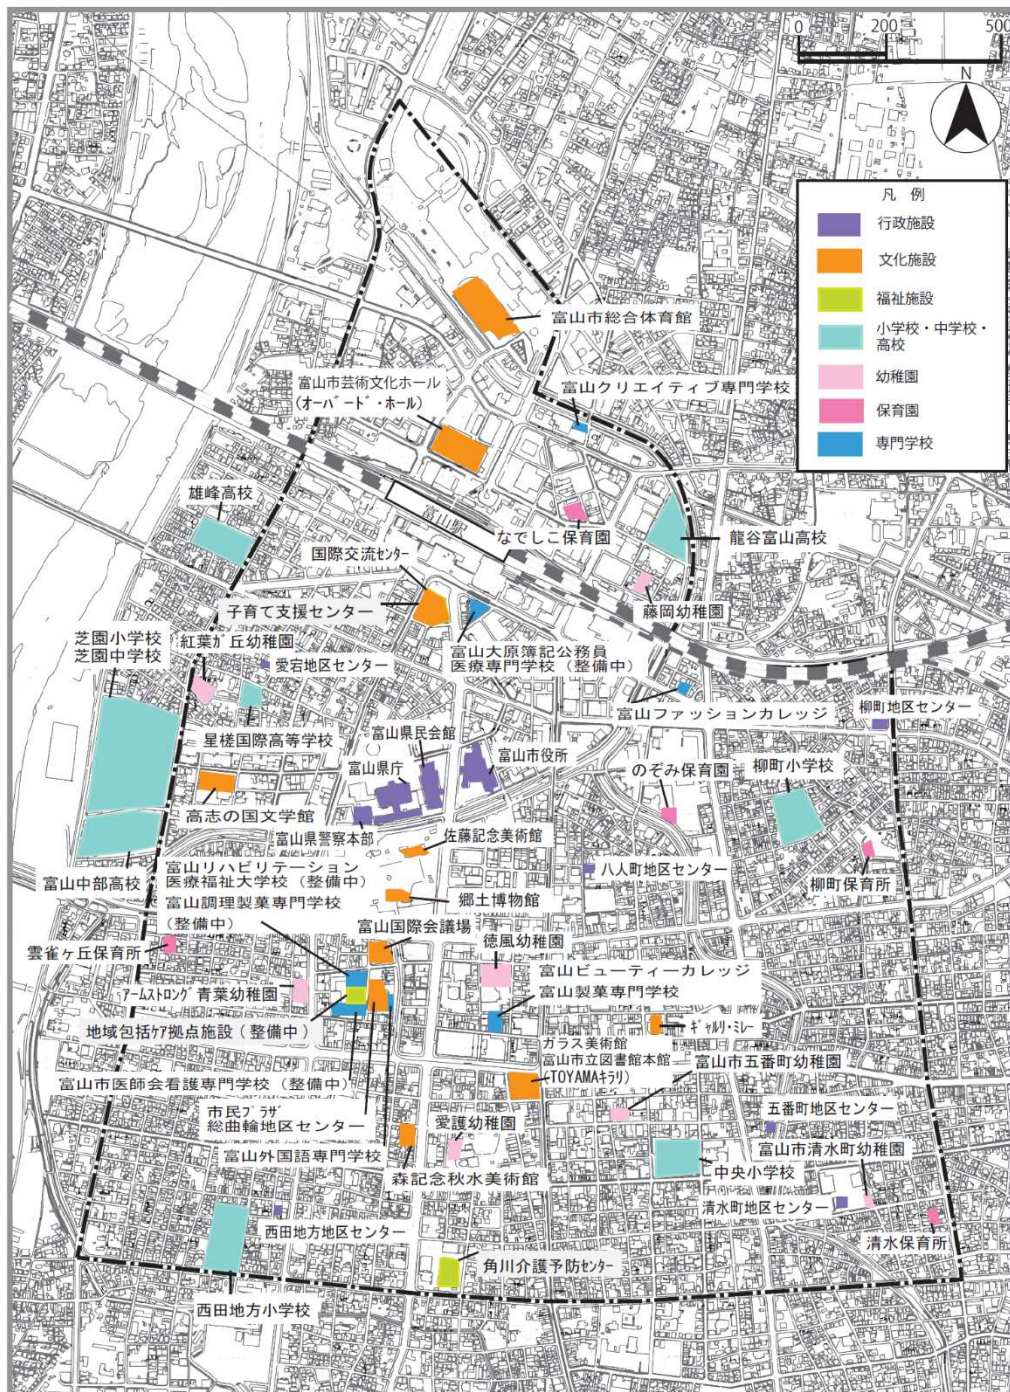 0 200 500
N
凡 例
行政施設
文化施設
福祉施設
小学校・中学校・
高校
幼稚園
保育園
専門学校
富山市総合体育館
富山市芸術文化ホール
(オーバード・ホール)
富山クリエイティブ専門学校
雄峰高校
富山駅
なでしこ保育園
龍谷富山高校
国際交流センター
藤岡幼稚園
子育て支援センター
芝園小学校
芝園中学校
紅葉ガ丘幼稚園
愛宕地区センター
富山大原簿記公務員
医療専門学校(整備中)
富山ファッションカレッジ
柳町地区センター
星槎国際高等学校
富山県民会館
富山県庁
富山市役所
のぞみ保育園
柳町小学校
高志の国文学館
富山県警察本部
佐藤記念美術館
富山中部高校
富山リハビリテーション
医療福祉大学校(整備中)
八人町地区センター
柳町保育所
富山調理製菓専門学校
(整備中)
郷土博物館
富山国際会議場
徳風幼稚園
雲雀ヶ丘保育所
富山ビューティーカレッジ
富山製菓専門学校
アームストロング青葉幼稚園
ギャルリ・ミレー
地域包括ケア拠点施設(整備中)
ガラス美術館
富山市立図書館本館
(TOYAMAキラリ)
富山市五番町幼稚園
富山市医師会看護専門学校(整備中)
市民プラザ
総曲輪地区センター
愛護幼稚園
五番町地区センター
富山市清水町幼稚園
富山外国語専門学校
中央小学校
森記念秋水美術館
清水町地区センター
西田地方地区センター
清水保育所
角川介護予防センター
西田地方小学校